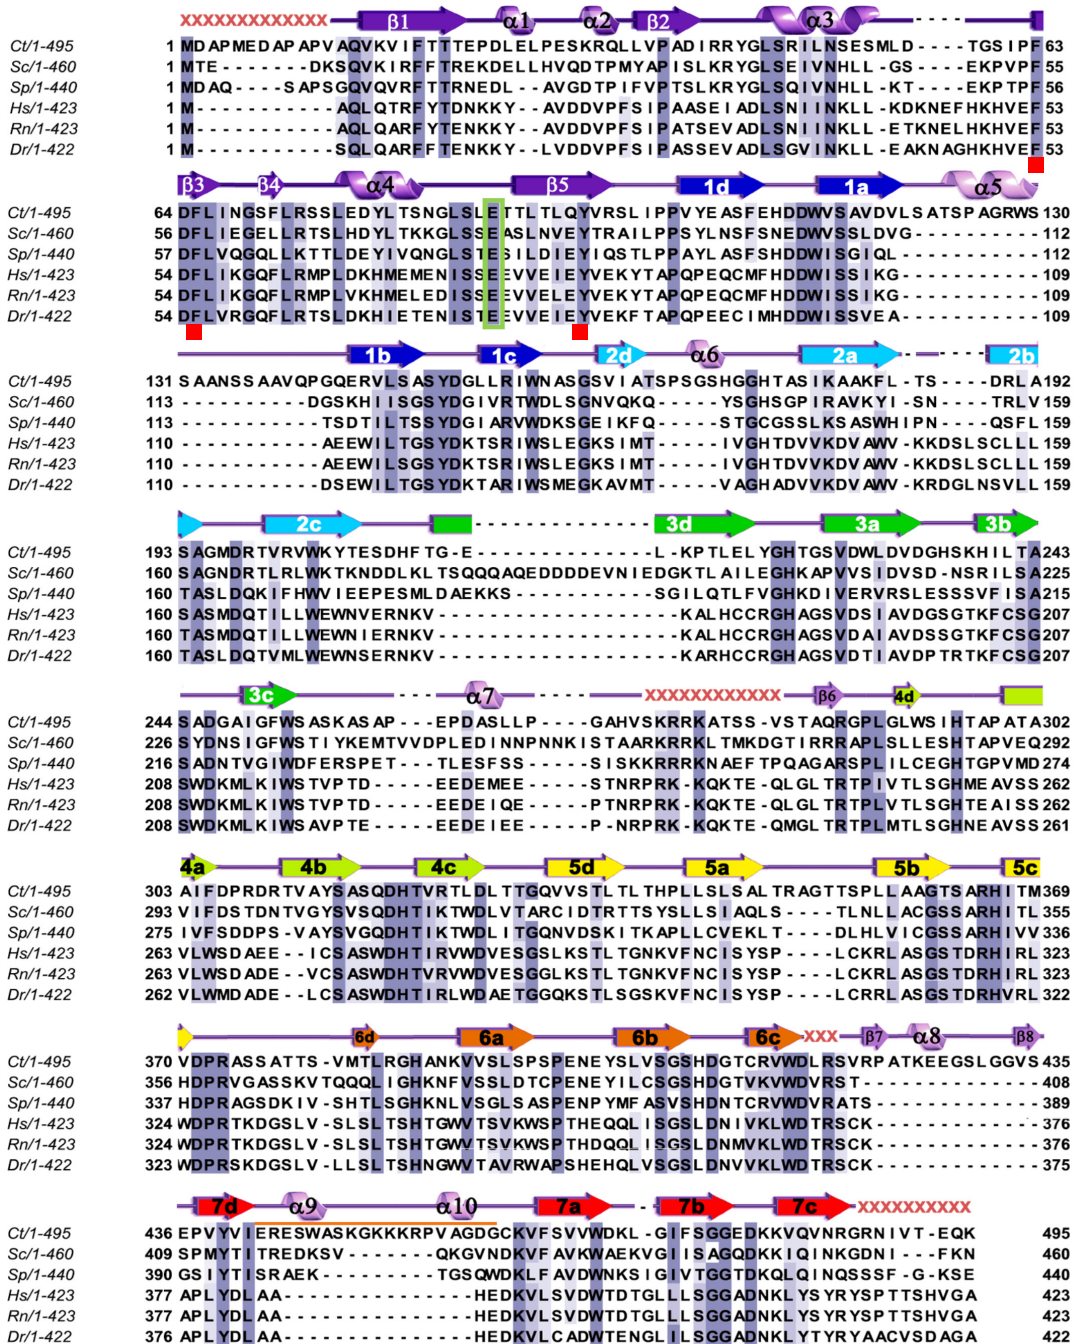 XXXXXXXXXXXXX β1 α1 α2 β2 α3
Ct/1-495 1 MDAPMEDAPAPVAQVKVIFTTTEPDLELPESKRQLLVPADIRRYGLSRILNSESMLD----TGSIPF 63
Sc/1-460 1 MTE--------DKSQVKIRFFTREKDELLHVQDTPMYAPISLKRYGLSEIVNHLL-GS----EKPVPF 55
Sp/1-440 1 MDAQ-----SAPSGQVQVRFTTRNEDL--AVGDTPIFVPTSLKRYGLSQIVNHLL-KT----EKPTPF 56
Hs/1-423 1 M----------AQLQTRFYTDNKKY--AVDDVPFSIPAASEIADLSNIINKLL-KDKNEFHKHVEF 53
Rn/1-423 1 M----------AQLQARFYTENKKY--AVDDVPFSIPATSEVADLSNIINKLL-ETKNELHKHVEF 53
Dr/1-422 1 M----------SQLQARFFTENKKY--LVDDVPFSIPASSEVADLSGVINKLL-EAKNAGHKHVEF 53
β3 β4 α4 β5 1d 1a α5
Ct/1-495 64 DFLINGSFLRSSLEDYLTSNGLSLETTLTLQYVRSLIPPVYEASFEHDDWVSAVDVLSATSPAGRWS 130
Sc/1-460 56 DFLIEGELLRTSLHDYLTKKGLSSEASLNVEYTRAILPPSYLNSFSNEDWVSSLDVG---------- 112
Sp/1-440 57 DFLVQGQLLKTTLDEYIVQNGLSTESILDIEYIQSTLPPAYLASFSHDDWISGIQL----------- 112
Hs/1-423 54 DFLIKGQFLRMPLDKHMEMENISSEEVVEIEYVEKYTAPQPEQCMFHDDWISSIKG----------- 109
Rn/1-423 54 DFLIKGQFLRMPLVKHMELEDISSEEVVELEYVEKYTAPQPEQCMFHDDWISSIKG----------- 109
Dr/1-422 54 DFLVRGQFLRTSLDKHIETENISTEEVVEIEYVEKFTAPQPEECIMHDDWISSVEA----------- 109
1b 1c 2d α6 2a 2b
Ct/1-495 131 SAANSSAAVQPGQERVLSASYDGLLRIWNASGSVIATSPSGSHGGHTASIKAAKFL-TS-----DRLA 192
Sc/1-460 113 ----------DGSKHIISGSYDGIVRTWDLSGNVQKQ-----YSGHSGPIRAVKYI-SN-----TRLV 159
Sp/1-440 113 -----------TSDTILTSSYDGIARVWDKSGEIKFQ-----STGCGSSLKSASWHIPN-----QSFL 159
Hs/1-423 110 -----------AEEWILTGSYDKTSRIWSLEGKSIMT-----IVGHTDVVKDVAWV-KKDSLSCLLL 159
Rn/1-423 110 -----------AEEWILSGSYDKTSRIWSLEGKSIMT-----IVGHTDVVKDVAWV-KKDSLSCLLL 159
Dr/1-422 110 -----------DSEWILTGSYDKTARIWSMEGKAVMT-----VAGHADVVKDVAWV-KRDGLNSVLL 159
2c 3d 3a 3b
Ct/1-495 193 SAGMDRTVRVWKYTESDHFTG-E---------------L-KPTLELYGHTGSVDWLDVDGHSKHILTA 243
Sc/1-460 160 SAGNDRTLRLWKTKNDDLKLTSQQQAQEDDDDEVNIEDGKTLAILEGHKAPVVSIDVSD-NSRILSA 225
Sp/1-440 160 TASLDQKIFHWVIEEPESMLDAEKKS------------SGILQTLFVGHKDIVERVRSLESSSVFISA 215
Hs/1-423 160 SASMDQTILLWEWNVERNKV-----------------KALHCCRGHAGSVDSIAVDGSGTKFCSG 207
Rn/1-423 160 TASMDQTILLWEWNIERNKV-----------------KALHCCRGHAGSVDAIAVDSSGTKFCSG 207
Dr/1-422 160 TASLDQTVMLWEWNSERNKV-----------------KARHCCRGHAGSVDTIAVDPTRTKFCSG 207
3c α7 XXXXXXXXXXXX β6 4d
Ct/1-495 244 SADGAIGFWSASKASAP---EPDASLLP-----GAHVSKRRKATSS-VSTAQRGPLGLWSIHTAPATA 302
Sc/1-460 226 SYDNSIGFWSTIYKEMTVVDPLEDINNPNNKISTAARKRRKLTMKDGTIRRRAPLSLLESHTAPVEQ 292
Sp/1-440 216 SADNTVGIWDFERSPET---TLESFSS-----SISKKRRRKNAEFTPQAGARSPLILCEGHTGPVMD 274
Hs/1-423 208 SWDKMLKIWSTVPTD-----EEDEMEE-----STNRPRK-KQKTE-QLGLTRTPIVTLSGHMEAVSS 262
Rn/1-423 208 SWDKMLKIWSTVPTD-----EEDEIQE-----PTNRPRK-KQKTE-QLGLTRTPLVTLSGHTEAISS 262
Dr/1-422 208 SWDKMLKIWSAVPTE-----EEDEIEE-----P-NRPRK-KQKTE-QMGLTRTPLMTLSGHNEAVSS 261
4a 4b 4c 5d 5a 5b 5c
Ct/1-495 303 AIFDPRDRTVAYSASQDHTVRTLDLTTGQVVSTLTLTHPLLSLSALTRAGTTSPLLAAGTSARHITM 369
Sc/1-460 293 VIFDSTDNTVGYSVSQDHTIKTWDLVTARCIDTRTTSYSLLSIAQLS----TLNLLACGSSARHITL 355
Sp/1-440 275 IVFSDDPS-VAYSVGQDHTIKTWDLITGQNVDSKITKAPLLCVEKLT----DLHLVICGSSARHIVV 336
Hs/1-423 263 VLWSDAEE--ICSASWDHTIRVWDVESGSLKSTLTGNKVFNCISYSP----LCKRLASGSTDRHIRL 323
Rn/1-423 263 VLWSDADE--VCSASWDHTVRVWDVESGGLKSTLTGNKVFNCISYSP----LCKRLASGSTDRHIRL 323
Dr/1-422 262 VLWMDADE--LCSASWDHTIRLWDAETGGQKSTLSGSKVFNCISYSP----LCRRLASGSTDRHVRL 322
6d 6a 6b 6c XXX β7 α8 β8
Ct/1-495 370 VDPRASSATTS-VMTLRGHANKVVSLSPSPENEYSLVSGSHDGTCRVWDLRSVRPATKEEGSLGGVS 435
Sc/1-460 356 HDPRVGASSKVTQQQLIGHKNFVSSLDTCPENEYILCSGSHDGTVKVWDVRST-------------- 408
Sp/1-440 337 HDPRAGSDKIV-SHTLSGHKNLVSGLSASPENPYMFASVSHDNTCRVWDVRATS------------- 389
Hs/1-423 324 WDPRTKDGSLV-SLSLTSHTGWVTSVKWSPTHEQQLISGSLDNIVKLWDTRSCK------------- 376
Rn/1-423 324 WDPRTKDGSLV-SLSLTSHTGWVTSVKWSPTHDQQLISGSLDNMVKLWDTRSCK------------- 376
Dr/1-422 323 WDPRSKDGSLV-LLSLTSHNGWVTAVRWAPSHEHQLVSGSLDNVVKLWDTRSCK------------- 375
7d α9 α10 7a 7b 7c XXXXXXXXXX
Ct/1-495 436 EPVYVIERESWASKGKKKRPVAGDGCKVFSVVWDKL-GIFSGGEDKKVQVNRGRDNIVT-EQK 495
Sc/1-460 409 SPMYTITREDKSV--------QKGVNDKVFAVKWAEKVGIISAGQDKKIQINKGDNI----FKN 460
Sp/1-440 390 GSIYTISRAEK----------TGSQWDKLFAVDWNKSIGIVTGGTDKQLQINQSSSF-G-KSE 440
Hs/1-423 377 APLYDLAA-------------HEDKVLSVDWTDTGLLLSGGADNKLYSYRYSPTTSHVGA 423
Rn/1-423 377 APLYDLAA-------------HEDKVLSVDWTDTGLLLSGGADNKLYSYRYSPTTSHVGA 423
Dr/1-422 376 APLYDLAA-------------HEDKVLCADWTENGLILSGGADNKLYTYRYAACVSDAGA 422